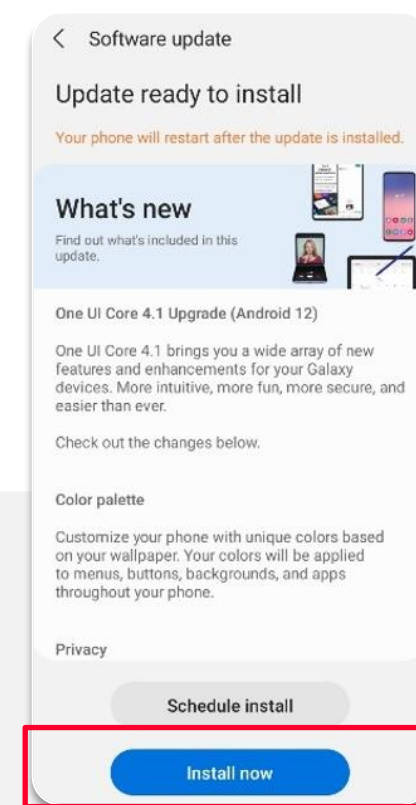 Software update
Update ready to install
Your phone will restart after the update is installed.
What's new
Find out what's included in this
update.
One UI Core 4.1 Upgrade (Android 12)
One UI Core 4.1 brings you a wide array of new
features and enhancements for your Galaxy
devices. More intuitive, more fun, more secure, and
easier than ever.
Check out the changes below.
Color palette
Customize your phone with unique colors based
on your wallpaper. Your colors will be applied
to menus, buttons, backgrounds, and apps
throughout your phone.
Privacy
Schedule install
Install now